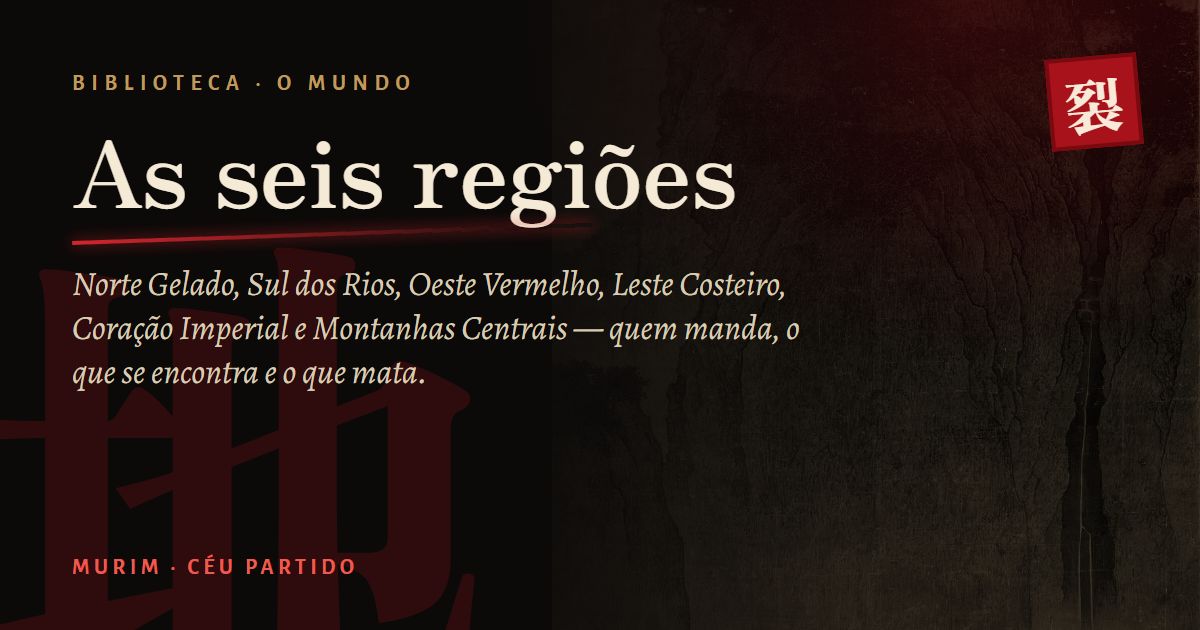 BIBLIOTECA · O MUNDO
裂
As seis regiões
Norte Gelado, Sul dos Rios, Oeste Vermelho, Leste Costeiro,
Coração Imperial e Montanhas Centrais — quem manda, o
que se encontra e o que mata.
地
MURIM · CÉU PARTIDO